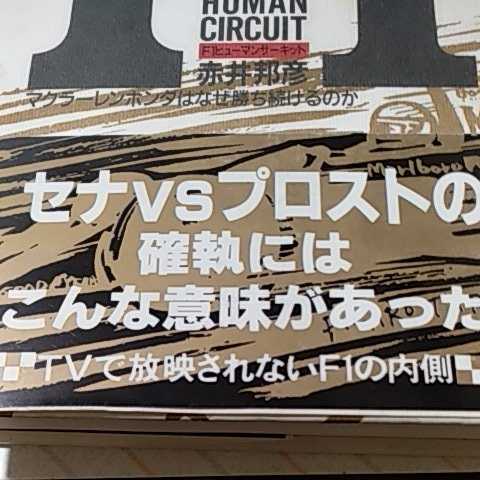 HUMAN
CIRCUIT
F1ヒューマンサーキット
赤井邦彦
マクラーレンホンダはなぜ勝ち続けるのか
Marlboro
セナvsプロストの
確執には
こんな意味があった
TVで放映されないF1の内側